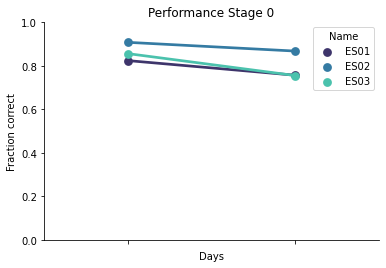 Performance Stage 0
Name
ES01
ES02
ES03
1.0
0.8
0.6
0.4
0.2
0.0
Fraction correct
Days